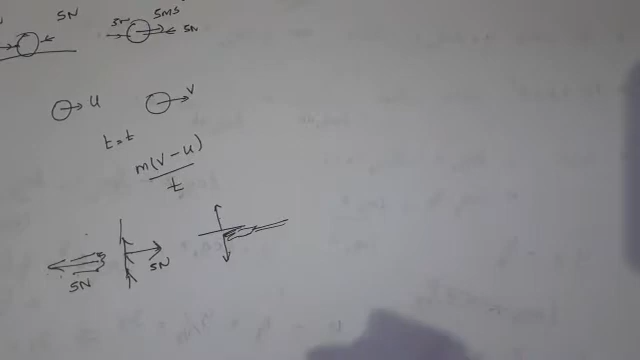 5N 5N 5MS 5N
u v
t = t
m(v-u)
t
5N 5N